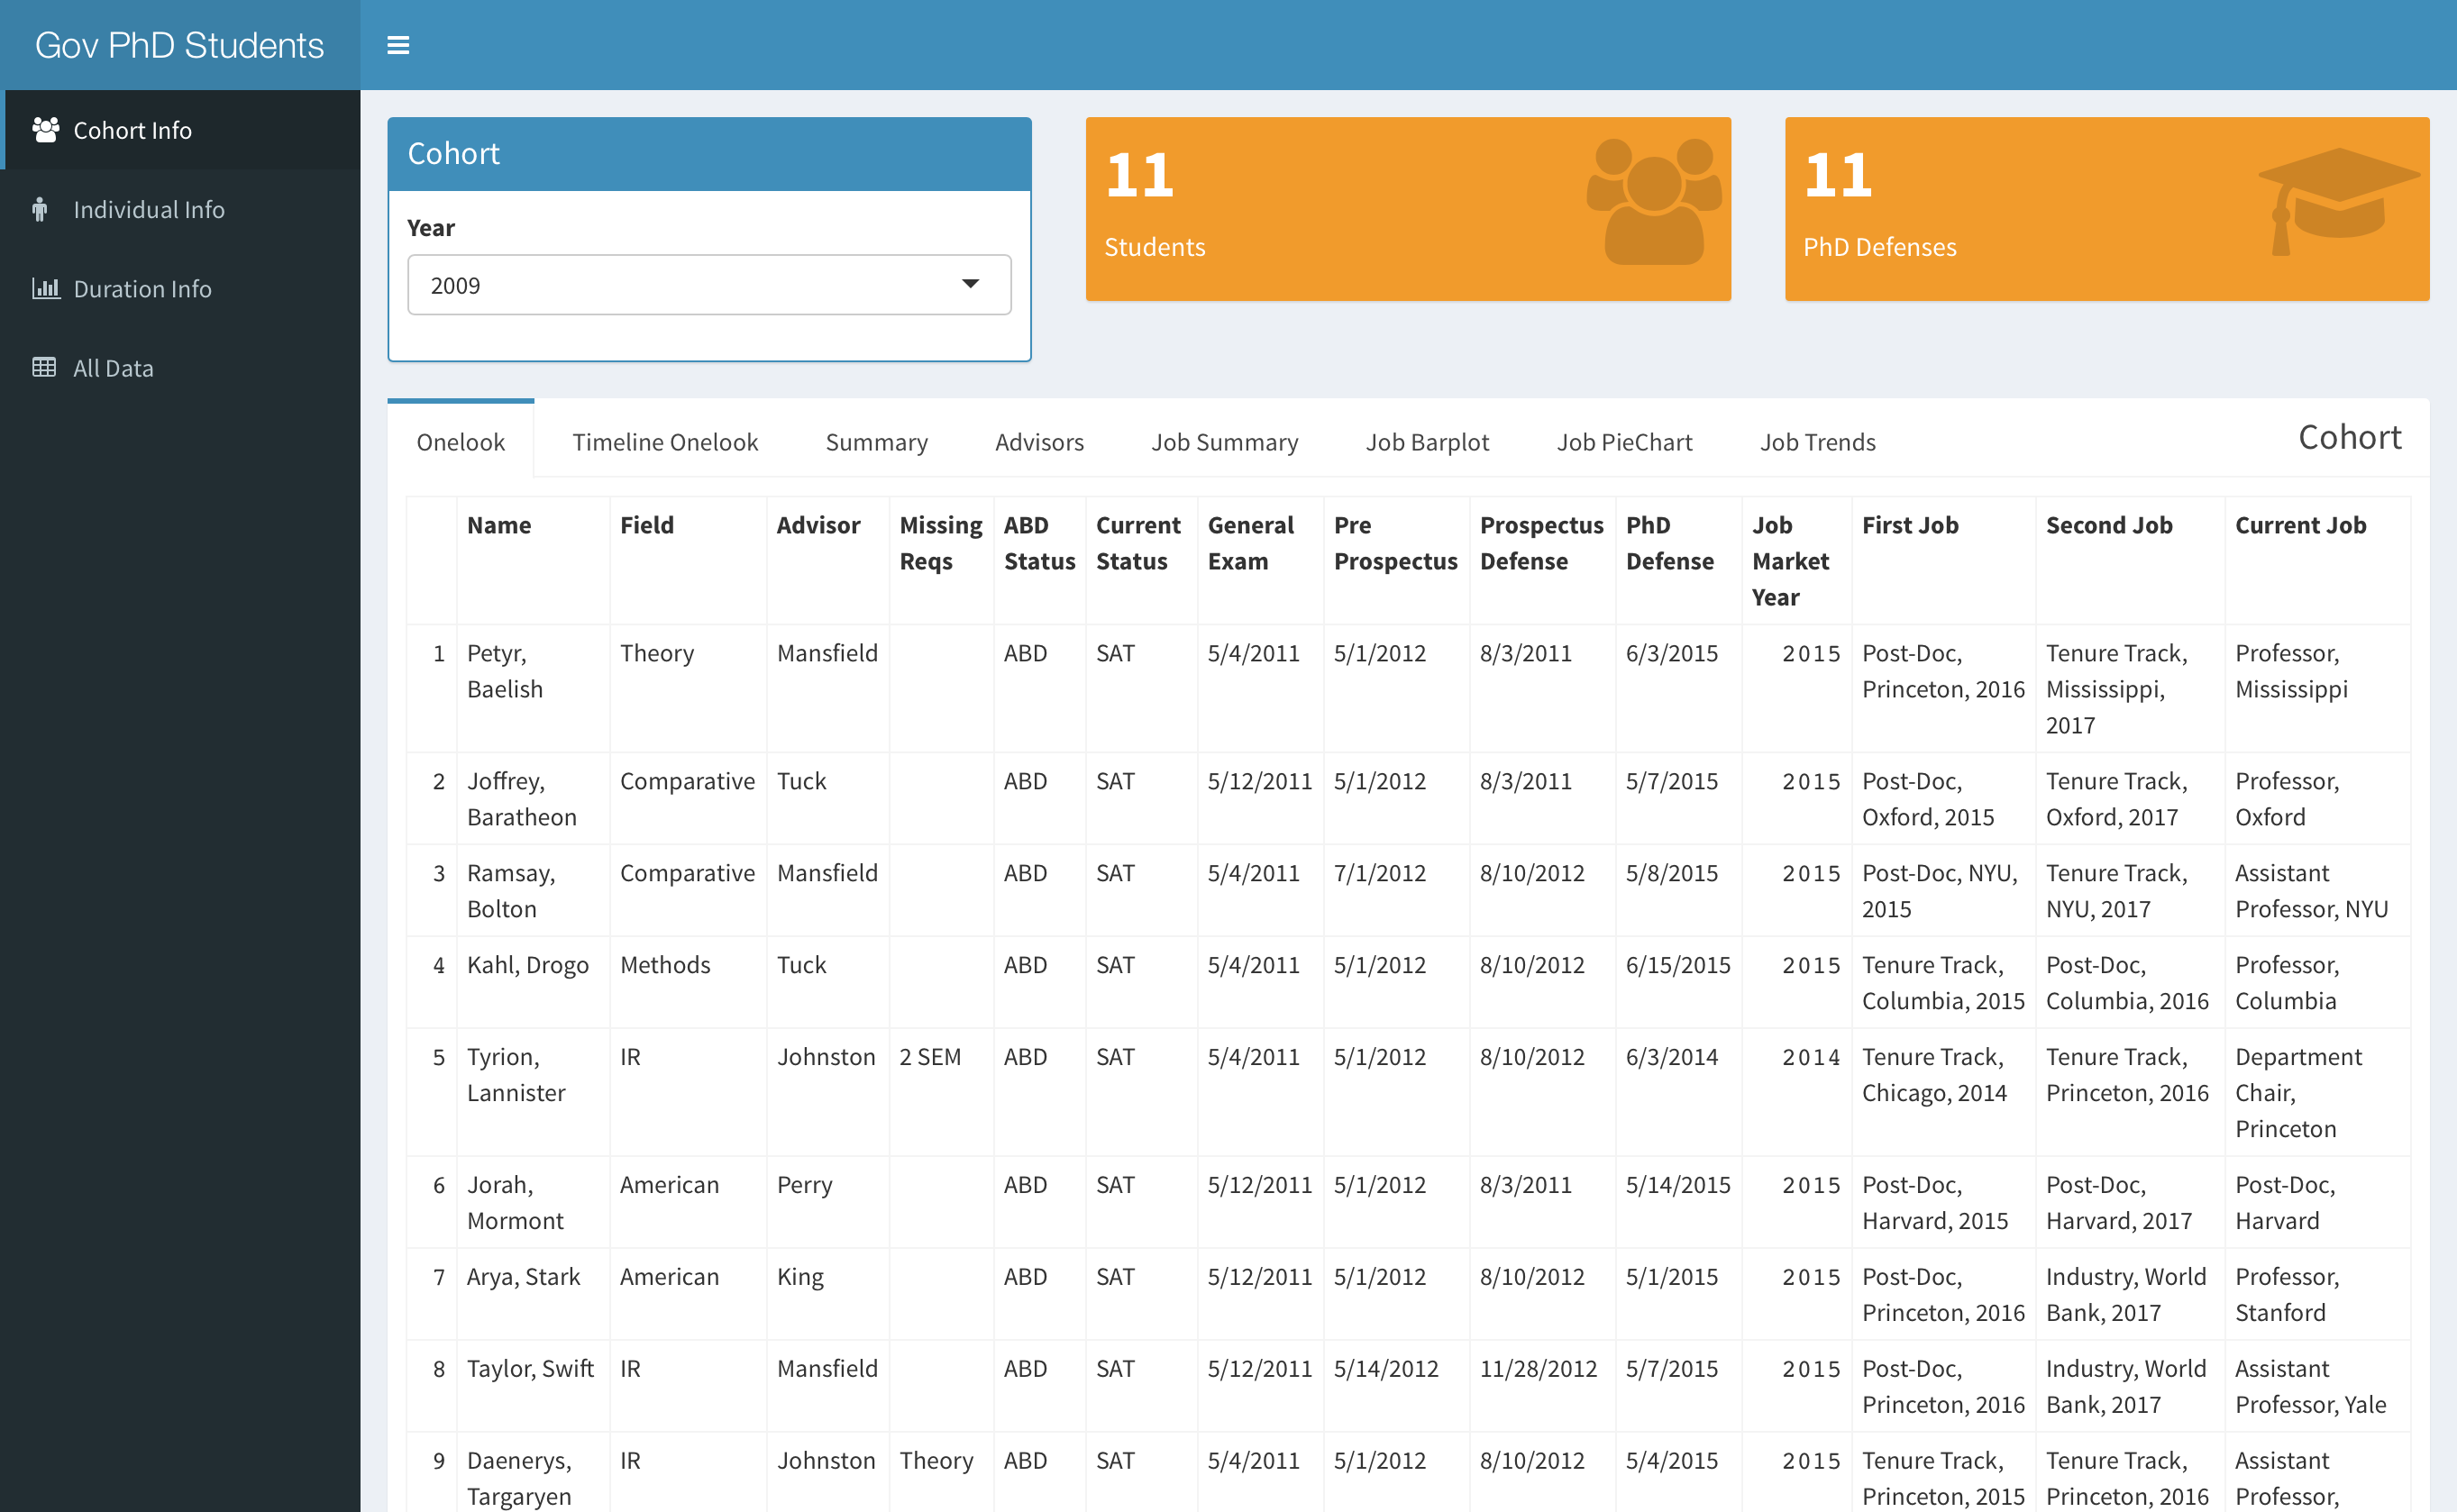 Gov PhD Students
Cohort Info
Individual Info
Duration Info
All Data
Cohort
Year
2009
11
Students
11
PhD Defenses
Onelook Timeline Onelook Summary Advisors Job Summary Job Barplot Job PieChart Job Trends Cohort
Name Field Advisor Missing ABD Current General Pre Prospectus PhD Job First Job Second Job Current Job
Reqs Status Status Exam Prospectus Defense Defense Market
Year
1 Petyr, Theory Mansfield ABD SAT 5/4/2011 5/1/2012 8/3/2011 6/3/2015 2015 Post-Doc, Tenure Track, Professor,
Baelish Princeton, 2016 Mississippi, Mississippi
2017
2 Joffrey, Comparative Tuck ABD SAT 5/12/2011 5/1/2012 8/3/2011 5/7/2015 2015 Post-Doc, Tenure Track, Professor,
Baratheon Oxford, 2015 Oxford, 2017 Oxford
3 Ramsay, Comparative Mansfield ABD SAT 5/4/2011 7/1/2012 8/10/2012 5/8/2015 2015 Post-Doc, NYU, Tenure Track, Assistant
Bolton 2015 NYU, 2017 Professor, NYU
4 Kahl, Drogo Methods Tuck ABD SAT 5/4/2011 5/1/2012 8/10/2012 6/15/2015 2015 Tenure Track, Post-Doc, Professor,
Columbia, 2015 Columbia, 2016 Columbia
5 Tyrion, IR Johnston 2 SEM ABD SAT 5/4/2011 5/1/2012 8/10/2012 6/3/2014 2014 Tenure Track, Tenure Track, Department
Lannister Chicago, 2014 Princeton, 2016 Chair,
Princeton
6 Jorah, American Perry ABD SAT 5/12/2011 5/1/2012 8/3/2011 5/14/2015 2015 Post-Doc, Post-Doc, Post-Doc,
Mormont Harvard, 2015 Harvard, 2017 Harvard
7 Arya, Stark American King ABD SAT 5/12/2011 5/1/2012 8/10/2012 5/1/2015 2015 Post-Doc, Industry, World Professor,
Princeton, 2016 Bank, 2017 Stanford
8 Taylor, Swift IR Mansfield ABD SAT 5/12/2011 5/14/2012 11/28/2012 5/7/2015 2015 Post-Doc, Industry, World Assistant
Princeton, 2016 Bank, 2017 Professor, Yale
9 Daenerys, IR Johnston Theory ABD SAT 5/4/2011 5/1/2012 8/10/2012 5/4/2015 2015 Tenure Track, Tenure Track, Assistant
Targaryen Princeton, 2015 Princeton, 2016 Professor,